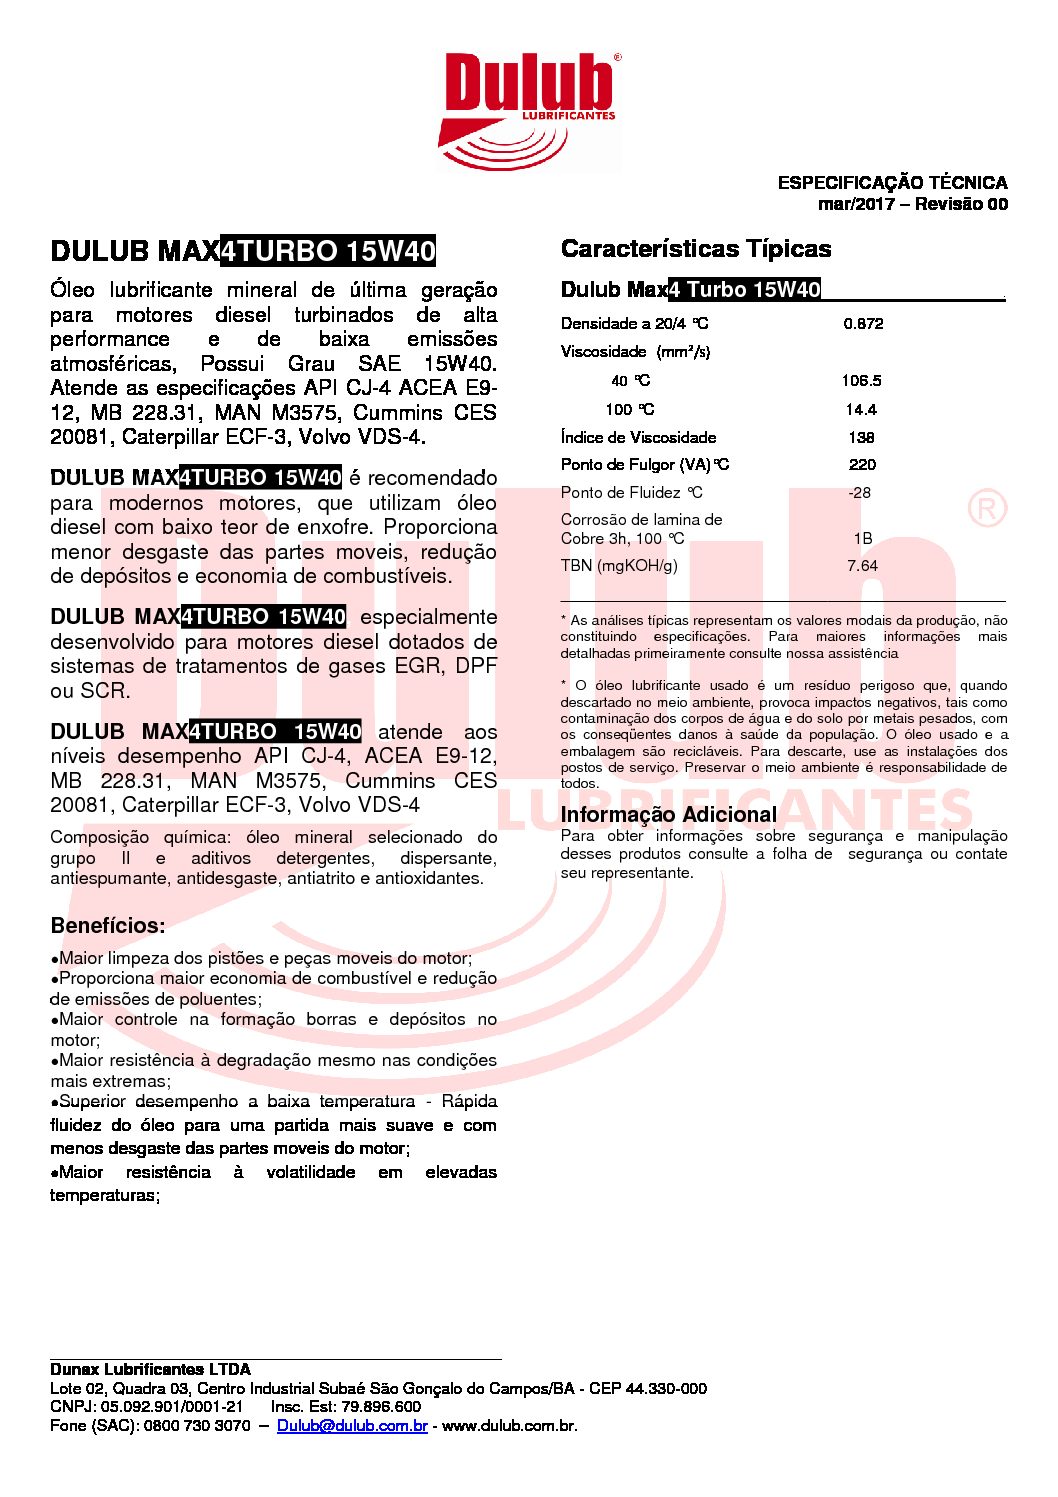 Dulub®
LUBRIFICANTES
ESPECIFICAÇÃO TÉCNICA
mar/2017 – Revisão 00
DULUB MAX4TURBO 15W40
Óleo lubrificante mineral de última geração
para motores diesel turbinados de alta
performance e de baixa emissões
atmosféricas, Possui Grau SAE 15W40.
Atende as especificações API CJ-4 ACEA E9-
12, MB 228.31, MAN M3575, Cummins CES
20081, Caterpillar ECF-3, Volvo VDS-4.
DULUB MAX4TURBO 15W40 é recomendado
para modernos motores, que utilizam óleo
diesel com baixo teor de enxofre. Proporciona
menor desgaste das partes moveis, redução
de depósitos e economia de combustíveis.
DULUB MAX4TURBO 15W40, especialmente
desenvolvido para motores diesel dotados de
sistemas de tratamentos de gases EGR, DPF
ou SCR.
DULUB MAX4TURBO 15W40 atende aos
níveis desempenho API CJ-4, ACEA E9-12,
MB 228.31, MAN M3575, Cummins CES
20081, Caterpillar ECF-3, Volvo VDS-4
Composição química: óleo mineral selecionado do
grupo II e aditivos detergentes, dispersante,
antiespumante, antidesgaste, antiatrito e antioxidantes.
Benefícios:
●Maior limpeza dos pistões e peças moveis do motor;
●Proporciona maior economia de combustível e redução
de emissões de poluentes;
●Maior controle na formação borras e depósitos no
motor;
●Maior resistência à degradação mesmo nas condições
mais extremas;
●Superior desempenho a baixa temperatura - Rápida
fluidez do óleo para uma partida mais suave e com
menos desgaste das partes moveis do motor;
●Maior resistência à volatilidade em elevadas
temperaturas;
Características Típicas
Dulub Max4 Turbo 15W40
Densidade a 20/4 ºC 0.872
Viscosidade (mm²/s)
40 ºC 106.5
100 ºC 14.4
Índice de Viscosidade 138
Ponto de Fulgor (VA) ºC 220
Ponto de Fluidez ºC -28
Corrosão de lamina de
Cobre 3h, 100 ºC 1B
TBN (mgKOH/g) 7.64
* As análises típicas representam os valores modais da produção, não
constituindo especificações. Para maiores informações mais
detalhadas primeiramente consulte nossa assistência
* O óleo lubrificante usado é um resíduo perigoso que, quando
descartado no meio ambiente, provoca impactos negativos, tais como
contaminação dos corpos de água e do solo por metais pesados, com
os conseqüentes danos à saúde da população. O óleo usado e a
embalagem são recicláveis. Para descarte, use as instalações dos
postos de serviço. Preservar o meio ambiente é responsabilidade de
todos.
Informação Adicional
Para obter informações sobre segurança e manipulação
desses produtos consulte a folha de segurança ou contate
seu representante.
Dulub®
LUBRIFICANTES
Dunax Lubrificantes LTDA
Lote 02, Quadra 03, Centro Industrial Subaé São Gonçalo do Campos/BA - CEP 44.330-000
CNPJ: 05.092.901/0001-21 Insc. Est: 79.896.600
Fone (SAC): 0800 730 3070 – Dulub@dulub.com.br - www.dulub.com.br.